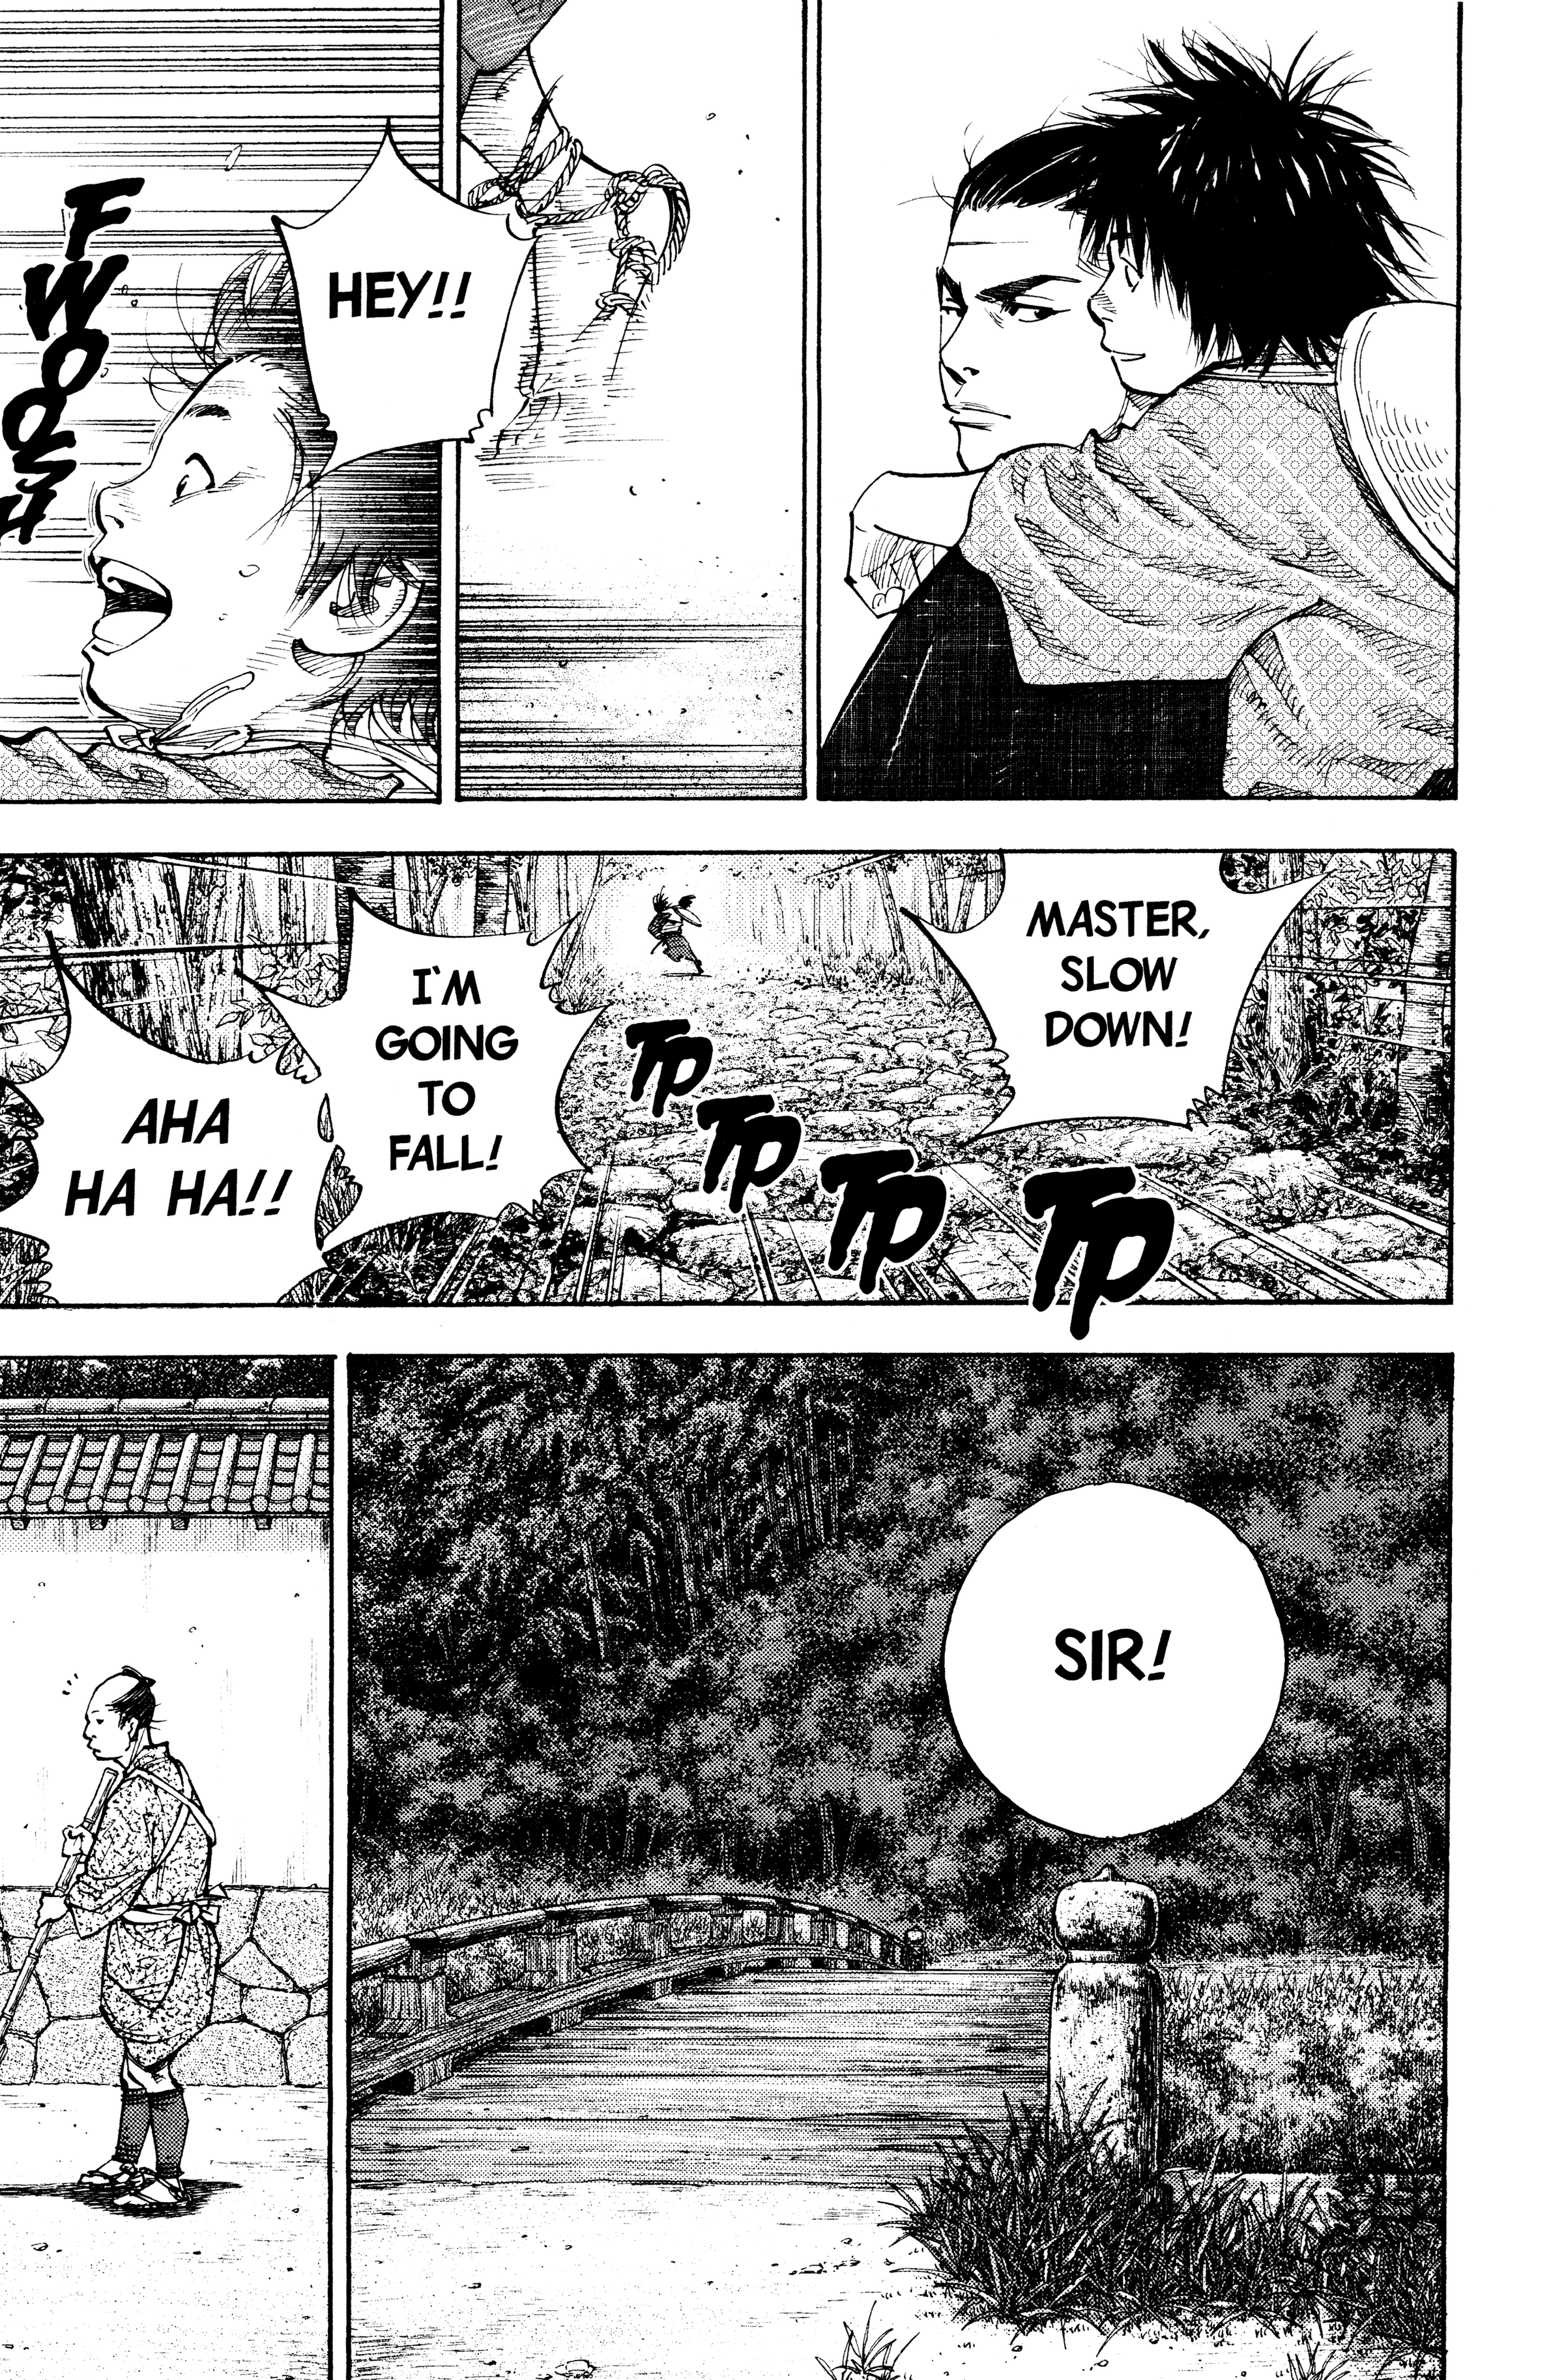 HEY!!
FWOOSH
MASTER,
SLOW
DOWN!
I'M
GOING
TO
FALL!
AHA
HA HA!!
TP
TP
TP
TP
SIR!